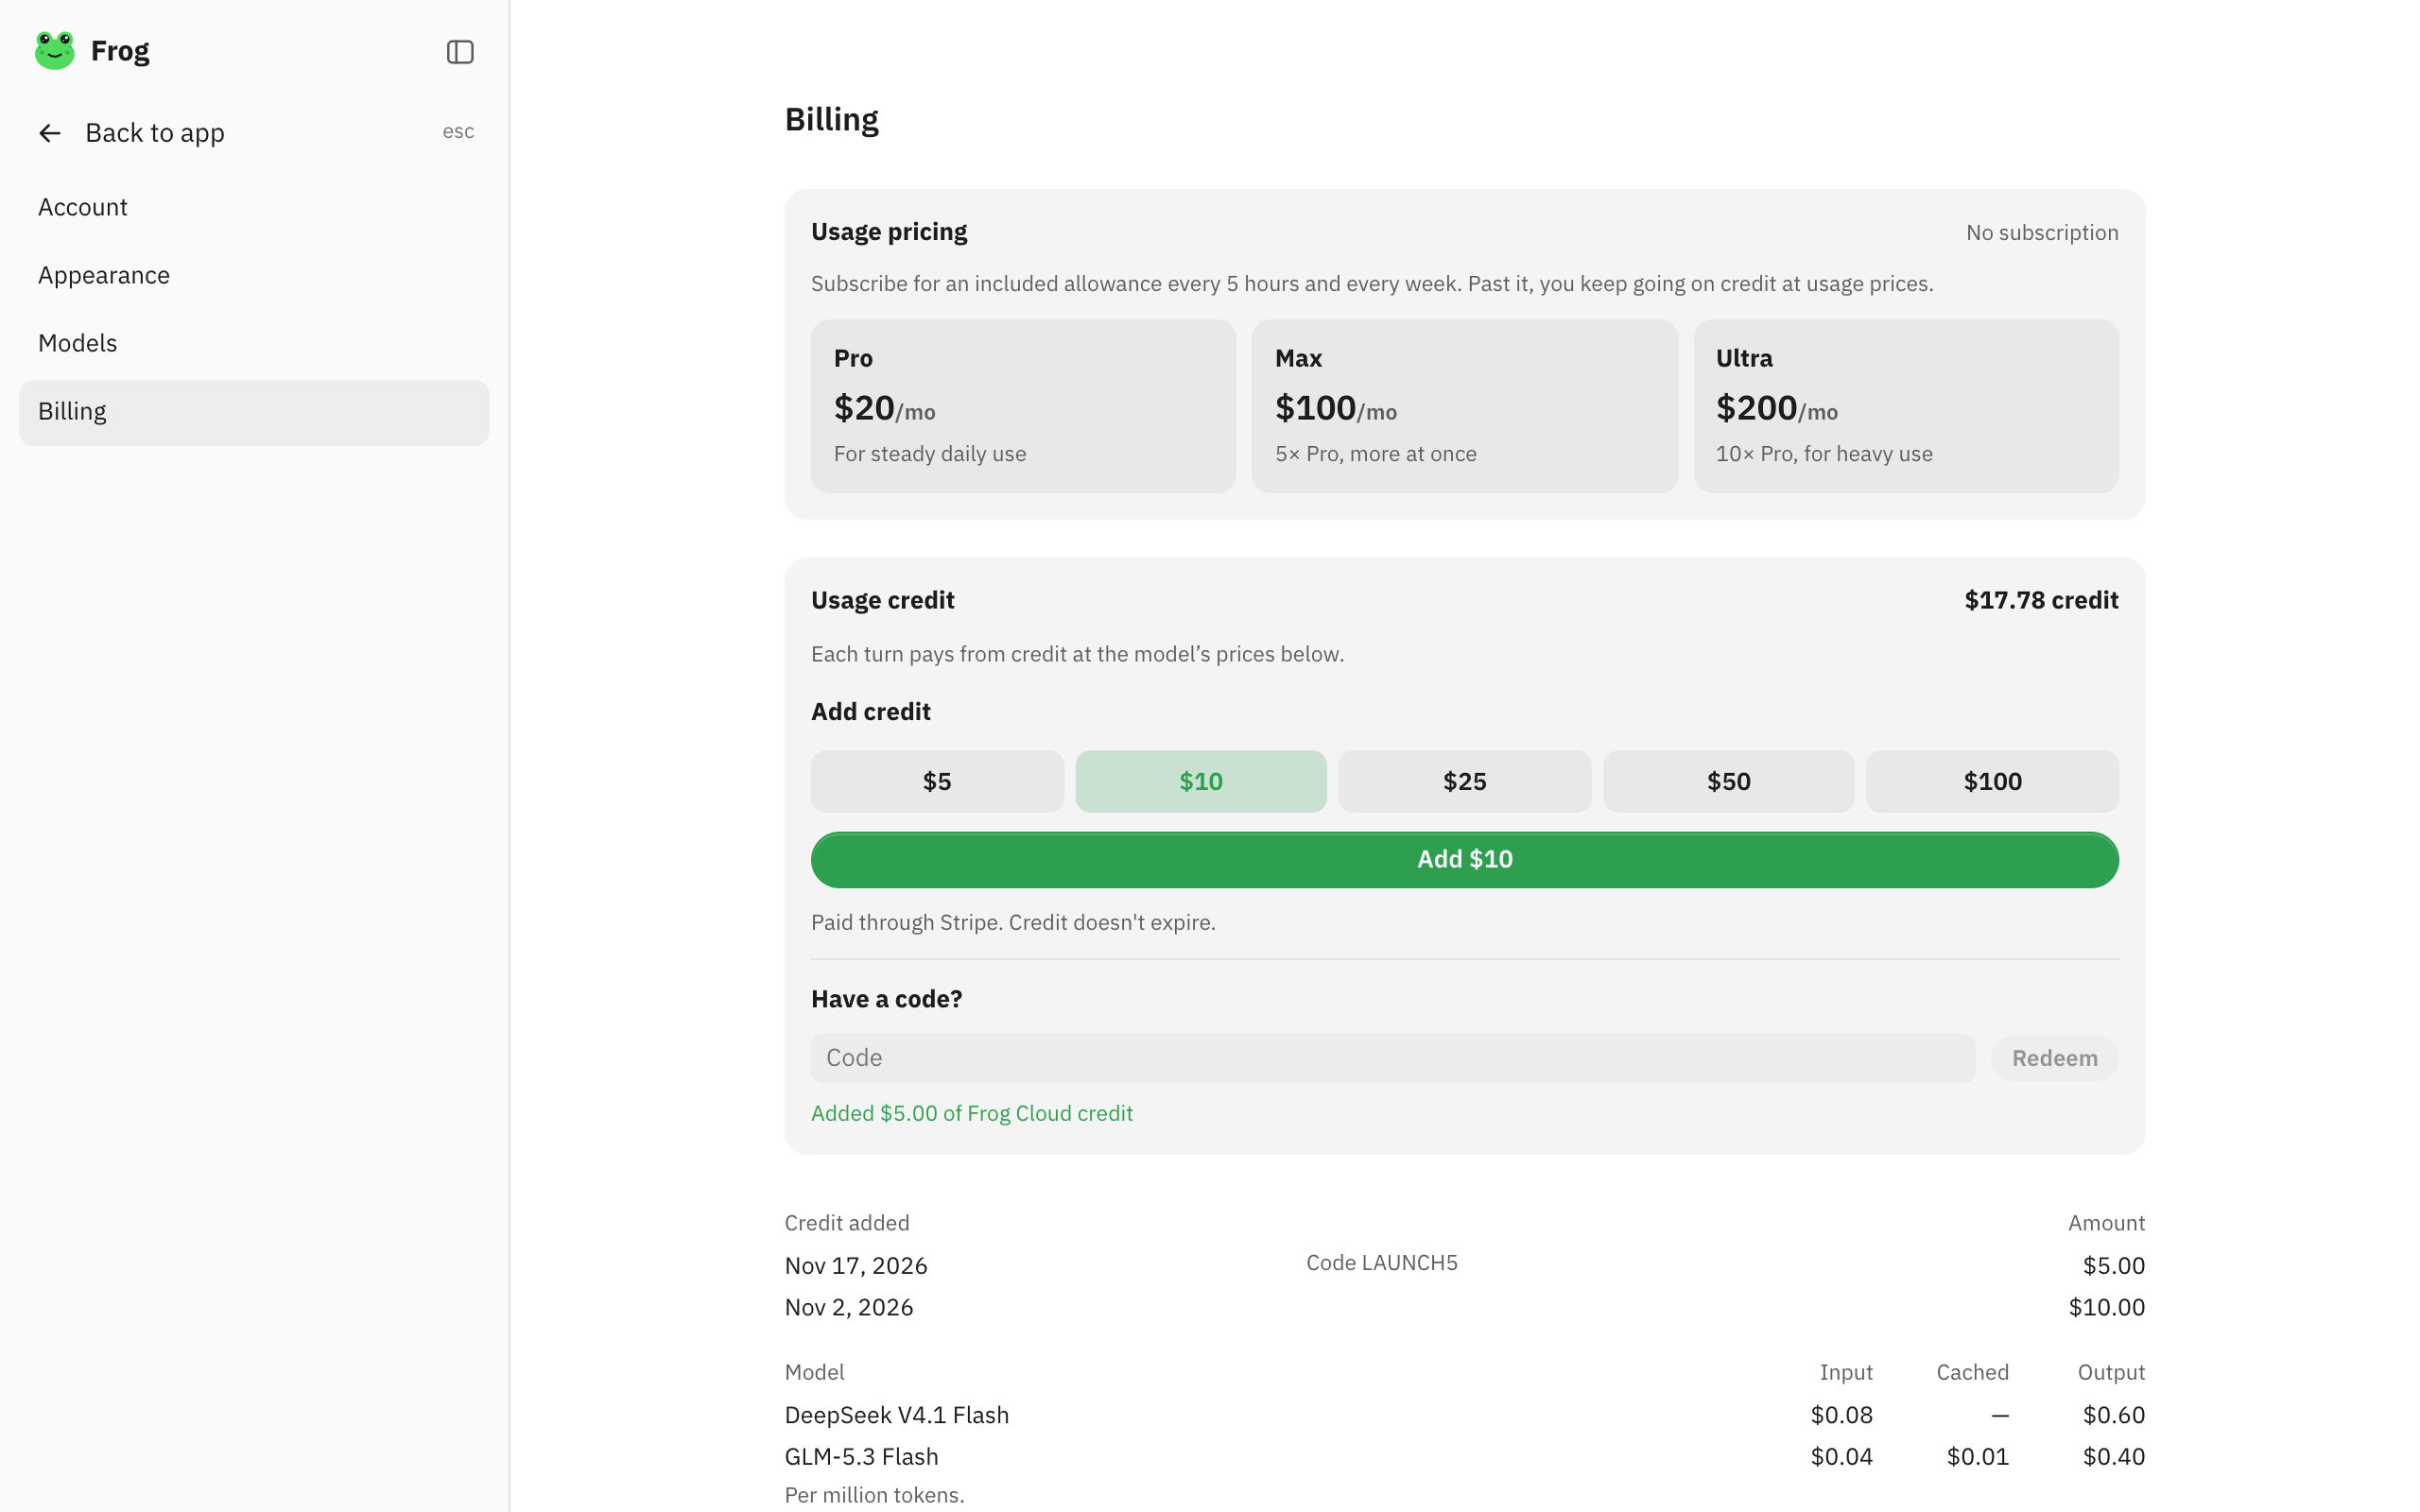 Frog
Back to app esc
Account
Appearance
Models
Billing
Billing
Usage pricing No subscription
Subscribe for an included allowance every 5 hours and every week. Past it, you keep going on credit at usage prices.
Pro Max Ultra
$20/mo $100/mo $200/mo
For steady daily use 5× Pro, more at once 10× Pro, for heavy use
Usage credit $17.78 credit
Each turn pays from credit at the model’s prices below.
Add credit
$5 $10 $25 $50 $100
Add $10
Paid through Stripe. Credit doesn't expire.
Have a code?
Code Redeem
Added $5.00 of Frog Cloud credit
Credit added Amount
Nov 17, 2026 Code LAUNCH5 $5.00
Nov 2, 2026 $10.00
Model Input Cached Output
DeepSeek V4.1 Flash $0.08 — $0.60
GLM-5.3 Flash $0.04 $0.01 $0.40
Per million tokens.